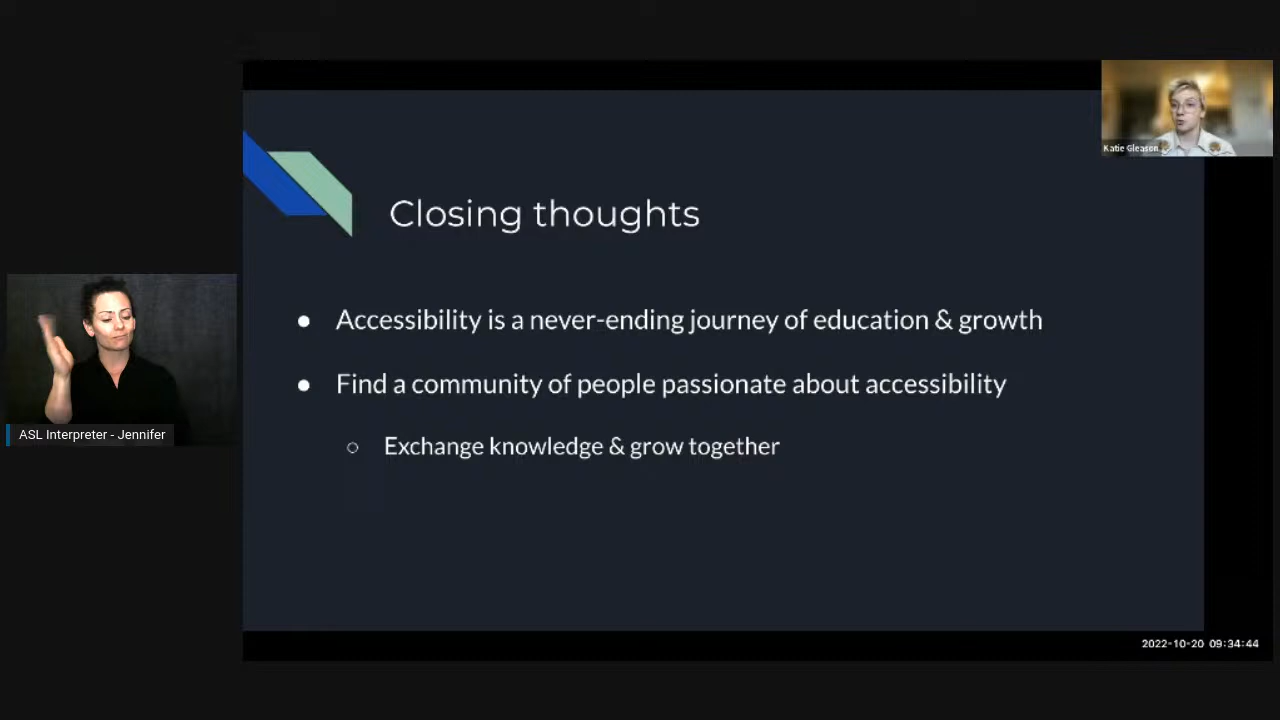 Katie Gleason
Closing thoughts
● Accessibility is a never-ending journey of education & growth
● Find a community of people passionate about accessibility
○ Exchange knowledge & grow together
ASL Interpreter - Jennifer
2022-10-20 09:34:44